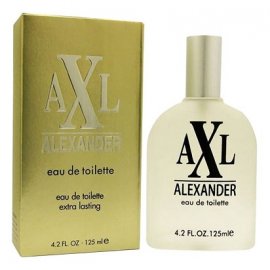 AXL
ALEXANDER
eau de toilette
eau de toilette
extra lasting
4.2 FL. OZ - 125 ml e
AXL
ALEXANDER
eau de toilette
4.2 FL. OZ - 125ml e